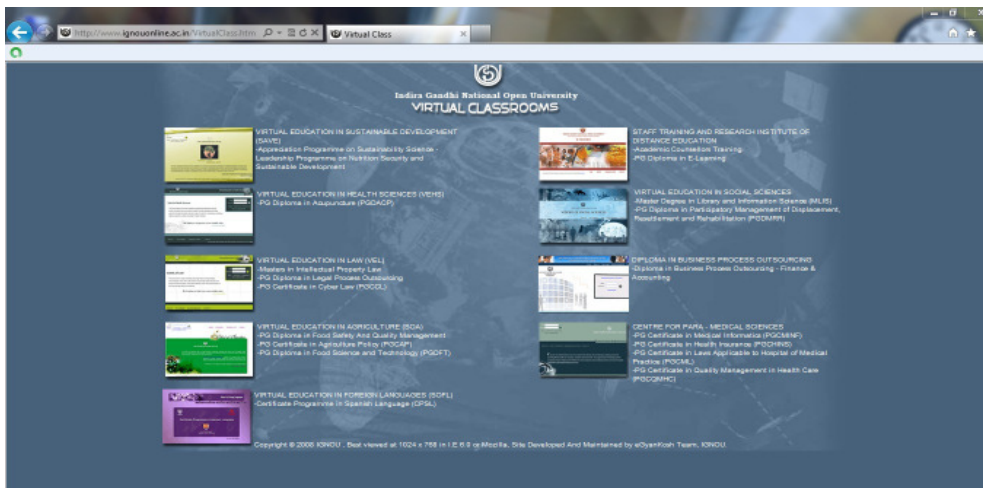 http://www.ignouonline.ac.in/VirtualClass.htm
Virtual Class
Indira Gandhi National Open University
VIRTUAL CLASSROOMS
VIRTUAL EDUCATION IN SUSTAINABLE DEVELOPMENT
(SAVE)
-Appreciation Programme on Sustainability Science -
Leadership Programme on Nutrition Security and
Sustainable Development
VIRTUAL EDUCATION IN HEALTH SCIENCES (VEHS)
-PG Diploma in Acupuncture (PGDACP)
VIRTUAL EDUCATION IN LAW (VEL)
-Masters in Intellectual Property Law
-PG Diploma in Legal Process Outsourcing
-PG Certificate in Cyber Law (PGCCL)
VIRTUAL EDUCATION IN AGRICULTURE (SOA)
-PG Diploma in Food Safety And Quality Management
-PG Certificate in Agriculture Policy (PGCAP)
-PG Diploma in Food Science and Technology (PGDFT)
VIRTUAL EDUCATION IN FOREIGN LANGUAGES (SOFL)
-Certificate Programme in Spanish Language (CPSL)
STAFF TRAINING AND RESEARCH INSTITUTE OF
DISTANCE EDUCATION
-Academic Counsellors Training-
-PG Diploma in E-Learning
VIRTUAL EDUCATION IN SOCIAL SCIENCES
-Master Degree in Library and Information Science (MLIS)
-PG Diploma in Participatory Management of Displacement,
Resettlement and Rehabilitation (PGDMRR)
DIPLOMA IN BUSINESS PROCESS OUTSOURCING
-Diploma in Business Process Outsourcing - Finance &
Accounting
CENTRE FOR PARA - MEDICAL SCIENCES
-PG Certificate in Medical Informatics (PGCMINF)
-PG Certificate in Health Insurance (PGCHINS)
-PG Certificate in Laws Applicable to Hospital of Medical
Practice (PGCML)
-PG Certificate in Quality Management in Health Care
(PGCQMHC)
Copyright © 2008 IGNOU , Best viewed at 1024 x 768 in I.E 6.0 or Mozilla, Site Developed And Maintained by eGyanKosh Team, IGNOU.